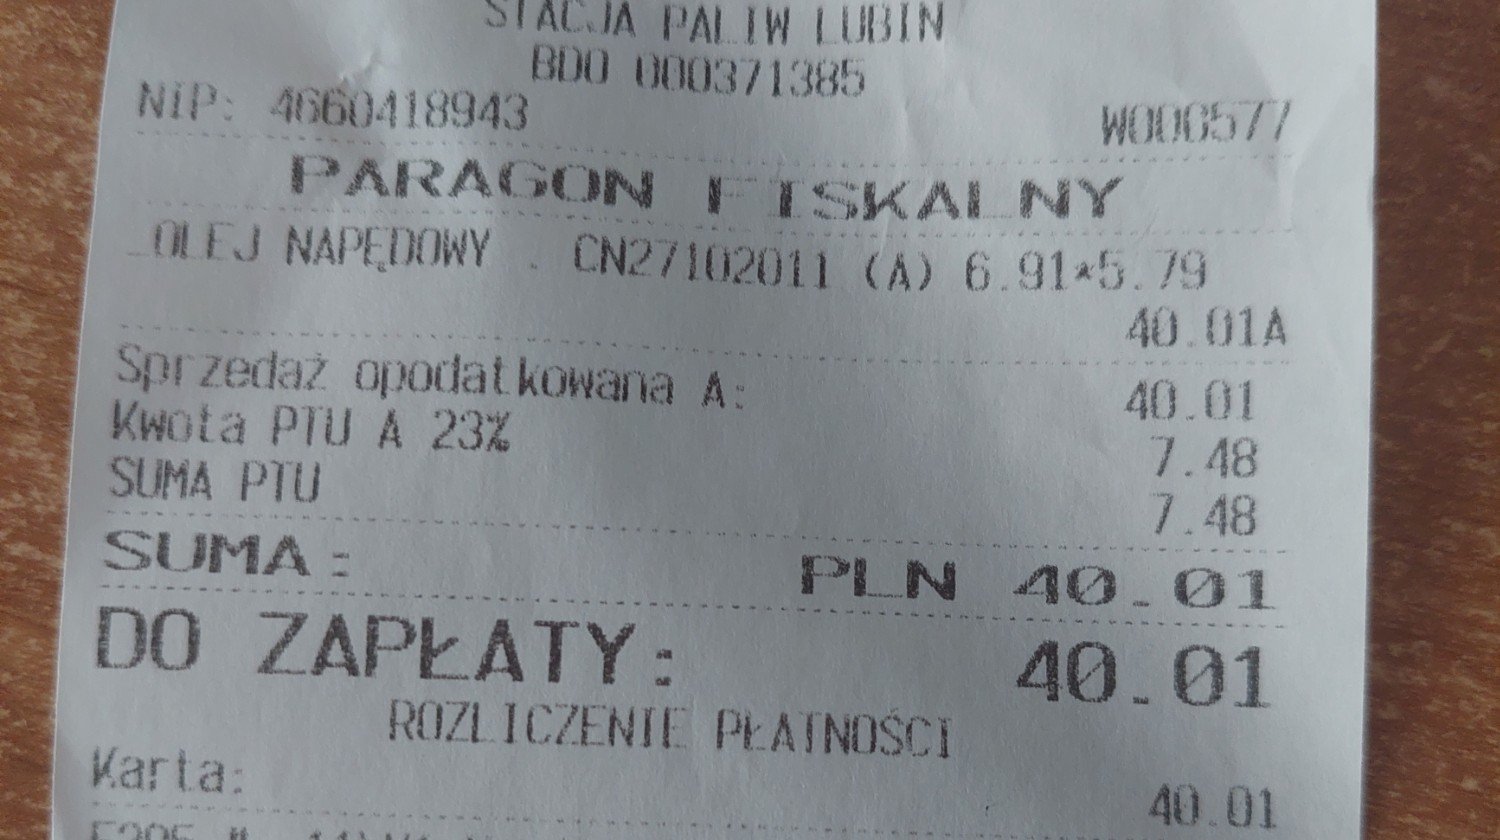 STACJA PALIW LUBIN
BDO 000371385
NIP: 4660418943 W000577
PARAGON FISKALNY
_OLEJ NAPĘDOWY . CN27102011 (A) 6.91*5.79
40.01A
Sprzedaż opodatkowana A: 40.01
Kwota PTU A 23% 7.48
SUMA PTU 7.48
SUMA: PLN 40.01
DO ZAPŁATY: 40.01
ROZLICZENIE PŁATNOŚCI
Karta: 40.01